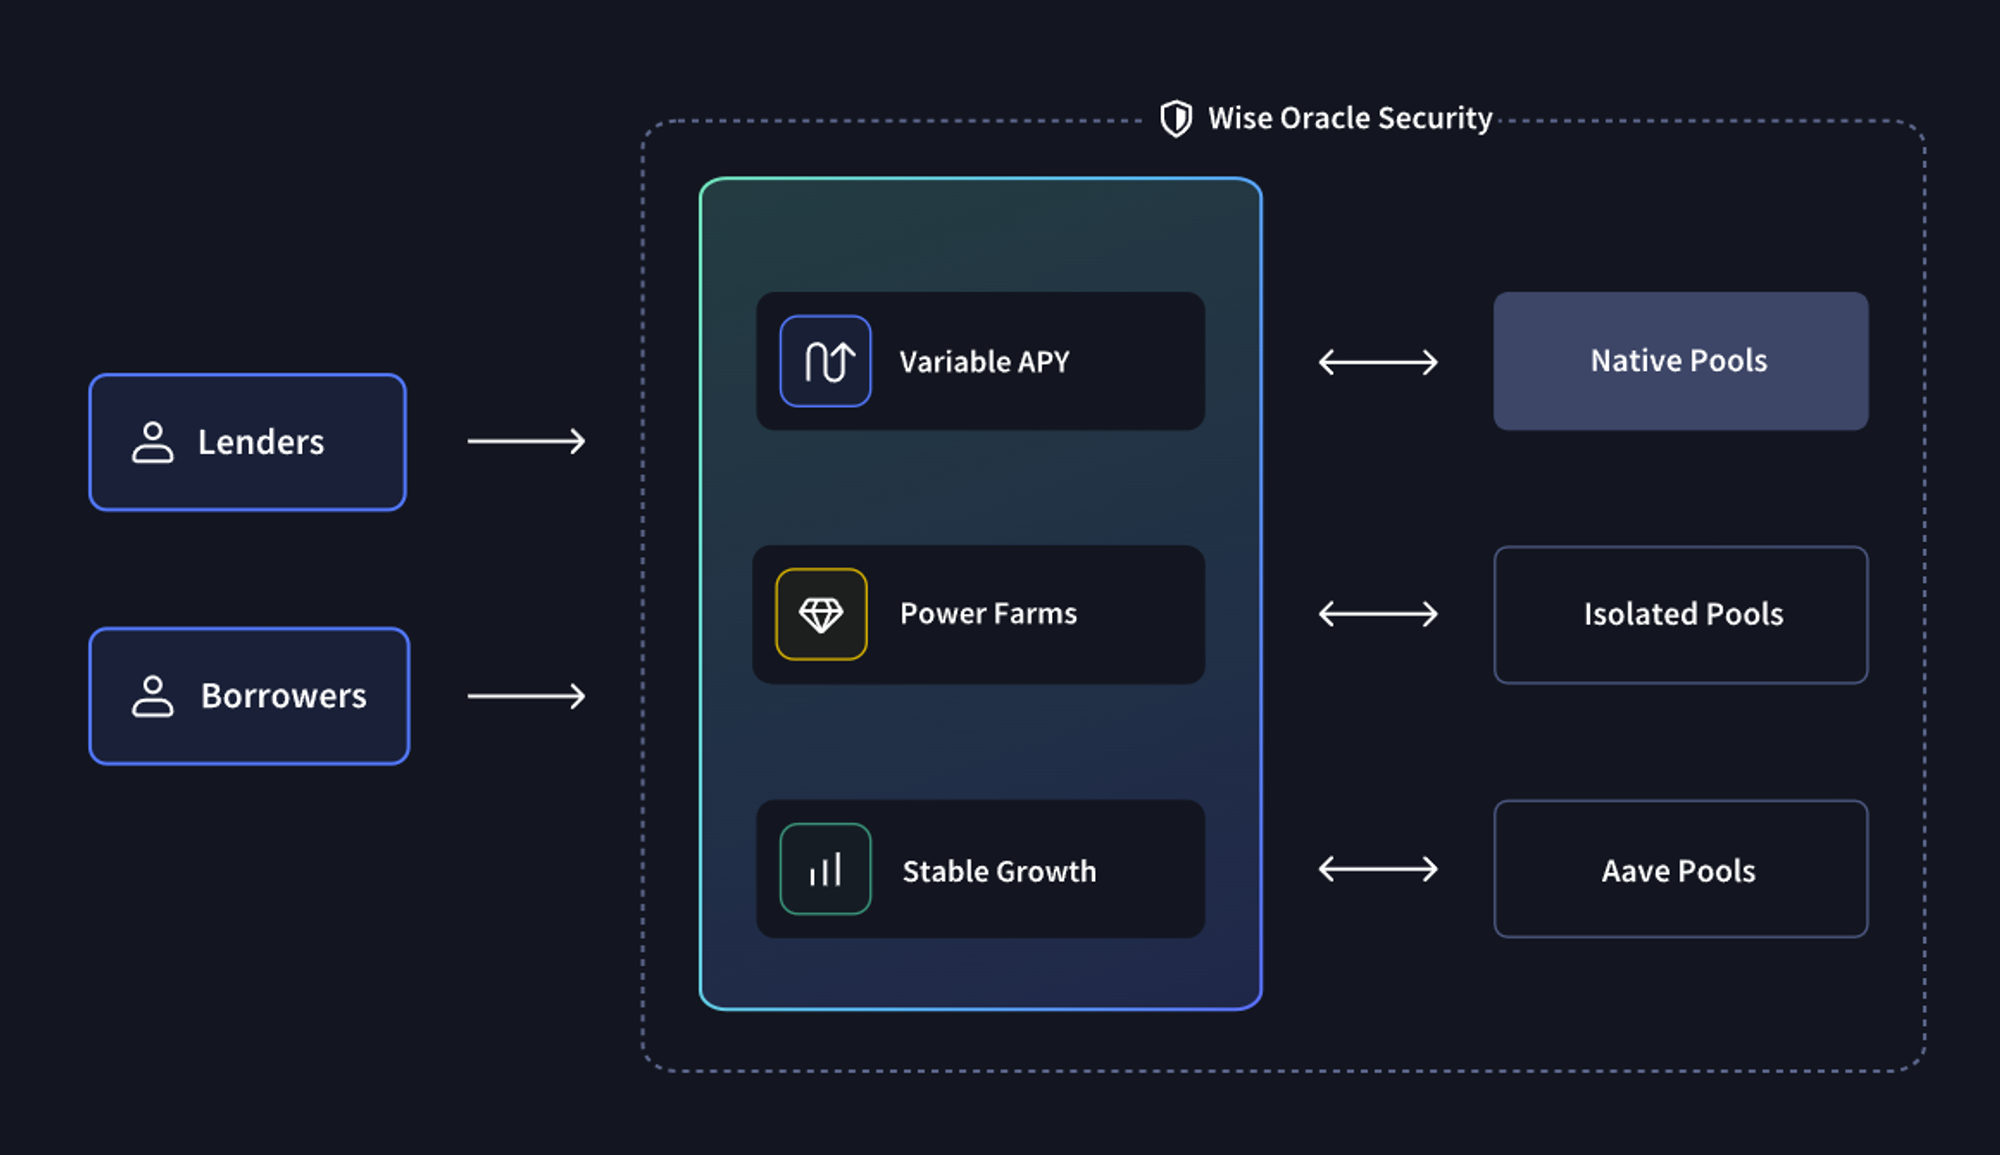 Wise Oracle Security
Lenders
Borrowers
Variable APY
Native Pools
Power Farms
Isolated Pools
Stable Growth
Aave Pools